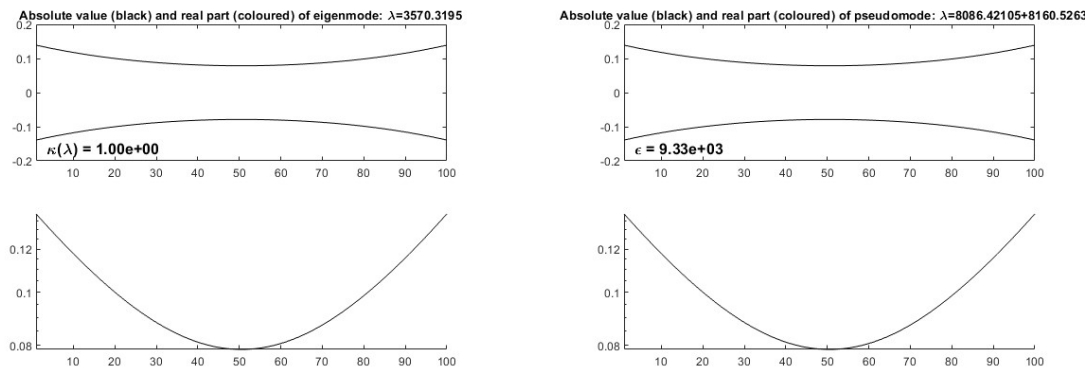 Absolute value (black) and real part (coloured) of eigenmode: λ=3570.3195
0.2
0.1
0
-0.1
-0.2
κ(λ) = 1.00e+00
10 20 30 40 50 60 70 80 90 100
0.12
0.1
0.08
10 20 30 40 50 60 70 80 90 100
Absolute value (black) and real part (coloured) of pseudomode: λ=8086.42105+8160.5263
0.2
0.1
0
-0.1
-0.2
ϵ = 9.33e+03
10 20 30 40 50 60 70 80 90 100
0.12
0.1
0.08
10 20 30 40 50 60 70 80 90 100